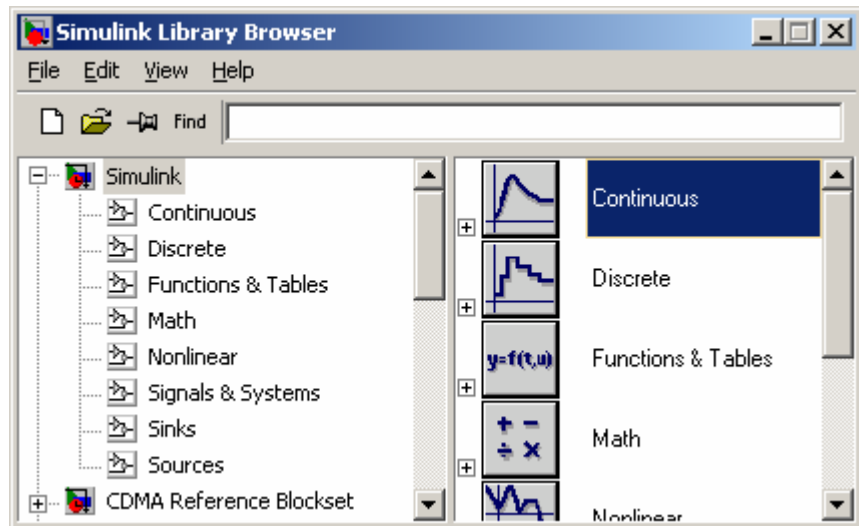 Simulink Library Browser
File Edit View Help
Find
Simulink
Continuous
Discrete
Functions & Tables
Math
Nonlinear
Signals & Systems
Sinks
Sources
CDMA Reference Blockset
Continuous
Discrete
y=f(t,u)
Functions & Tables
+ −
÷ ×
Math
Nonlinear